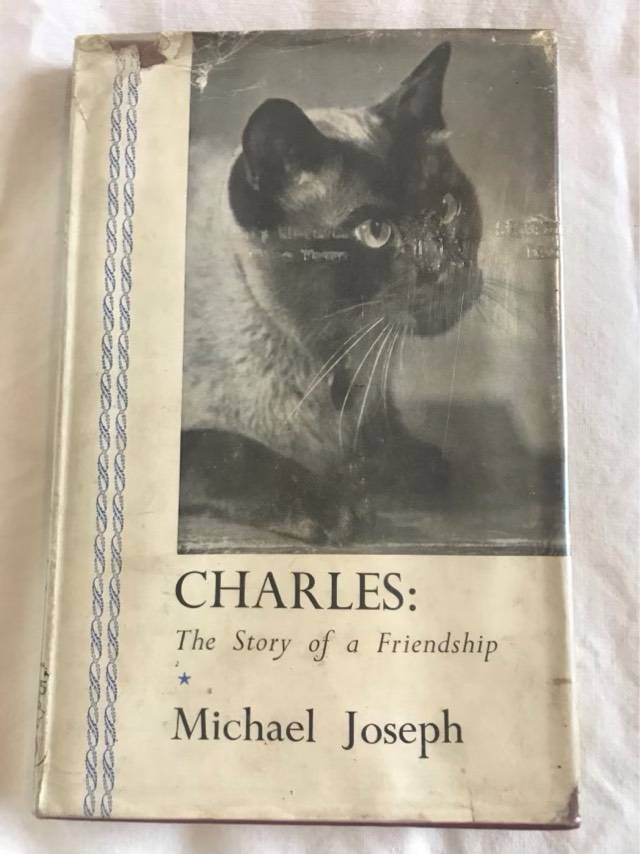 CHARLES:
The Story of a Friendship
Michael Joseph